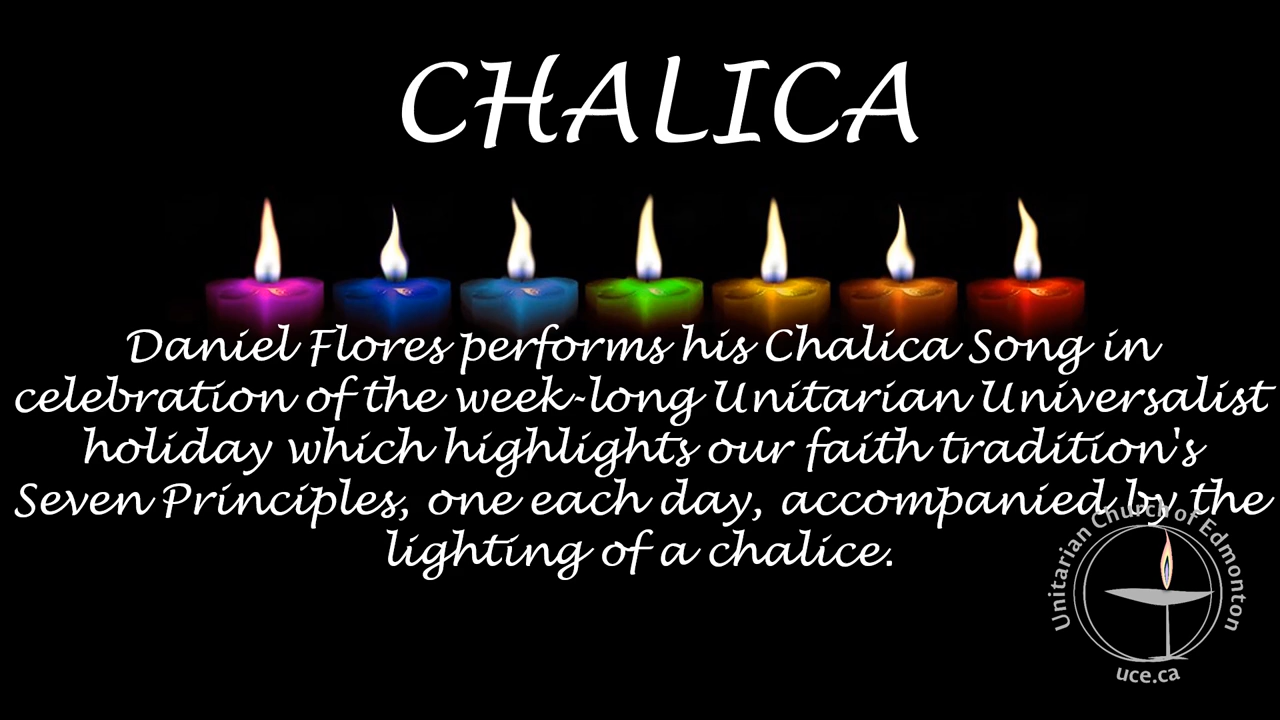 CHALICA
Daniel Flores performs his Chalica Song in
celebration of the week-long Unitarian Universalist
holiday which highlights our faith tradition's
Seven Principles, one each day, accompanied by the
lighting of a chalice.
Unitarian Church of Edmonton
uce.ca